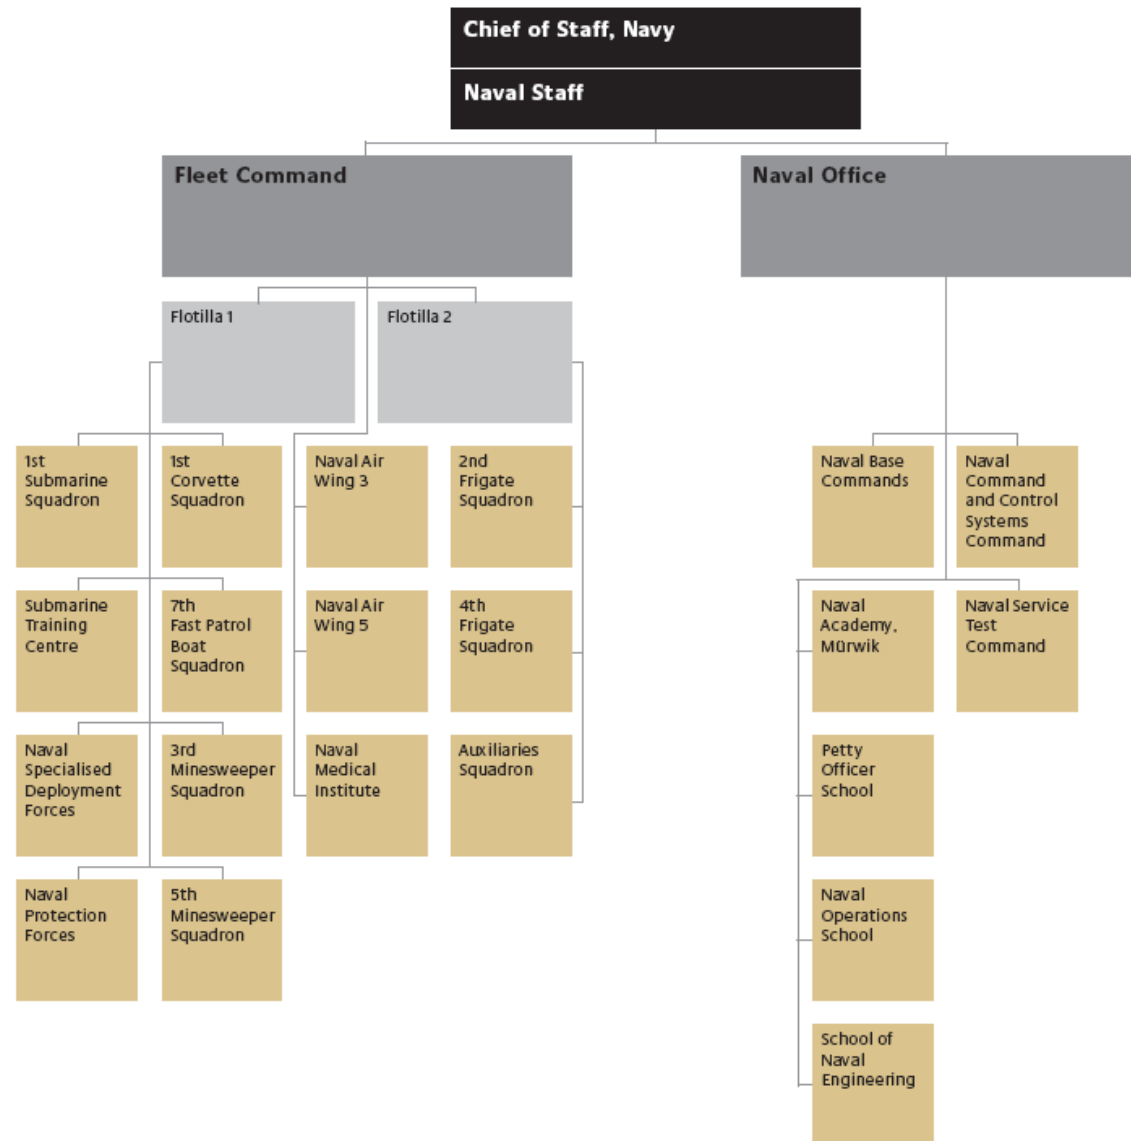 Chief of Staff, Navy
Naval Staff
Fleet Command
Naval Office
Flotilla 1
Flotilla 2
1st
Submarine
Squadron
1st
Corvette
Squadron
Naval Air
Wing 3
2nd
Frigate
Squadron
Naval Base
Commands
Naval
Command
and Control
Systems
Command
Submarine
Training
Centre
7th
Fast Patrol
Boat
Squadron
Naval Air
Wing 5
4th
Frigate
Squadron
Naval
Academy,
Mürwik
Naval Service
Test
Command
Naval
Specialised
Deployment
Forces
3rd
Minesweeper
Squadron
Naval
Medical
Institute
Auxiliaries
Squadron
Petty
Officer
School
Naval
Protection
Forces
5th
Minesweeper
Squadron
Naval
Operations
School
School of
Naval
Engineering